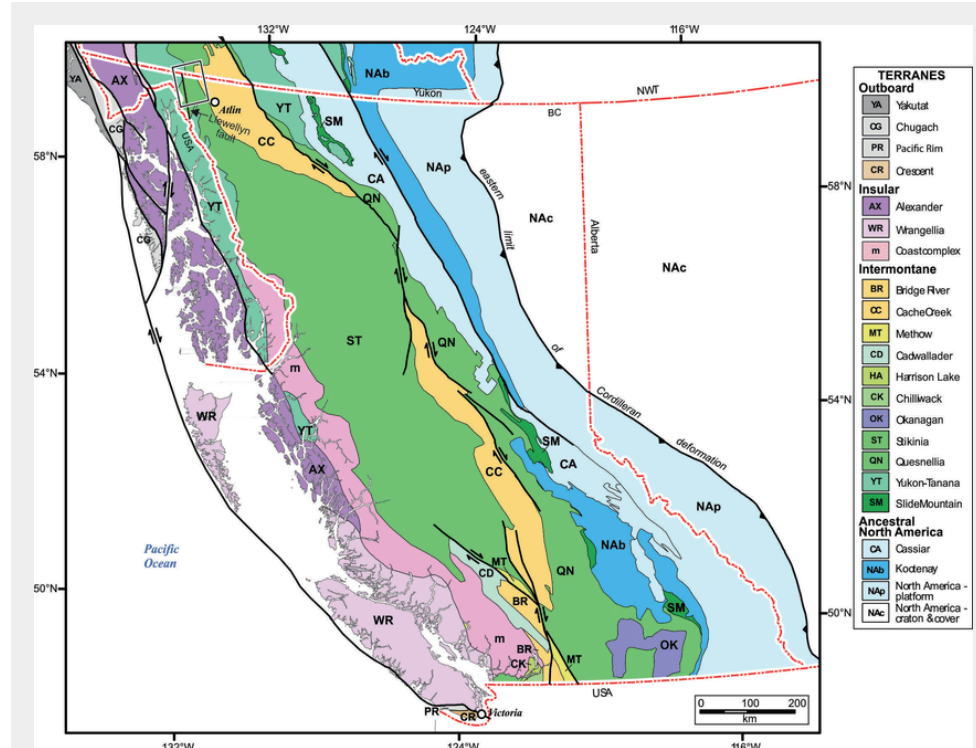 132°W
124°W
116°W
YA
AX
NAb
Yukon
NWT
BC
Atlin
Llewellyn
fault
YT
SM
CG
USA
CC
CA
NAp
58°N
58°N
QN
YT
eastern
limit
of
Cordilleran
deformation
NAc
Alberta
NAc
CG
ST
QN
m
54°N
54°N
WR
YT
AX
SM
CA
CC
NAp
Pacific
Ocean
50°N
50°N
MT
CD
QN
NAb
BR
SM
WR
m
BR
CK
MT
OK
USA
PR
CR
Victoria
0 100 200
km
132°W
124°W
116°W
TERRANES
Outboard
YA Yakutat
CG Chugach
PR Pacific Rim
CR Crescent
Insular
AX Alexander
WR Wrangellia
m Coastcomplex
Intermontane
BR Bridge River
CC CacheCreek
MT Methow
CD Cadwallader
HA Harrison Lake
CK Chilliwack
OK Okanagan
ST Stikinia
QN Quesnellia
YT Yukon-Tanana
SM SlideMountain
Ancestral
North America
CA Cassiar
NAb Kootenay
NAp North America -
platform
NAc North America -
craton &cover